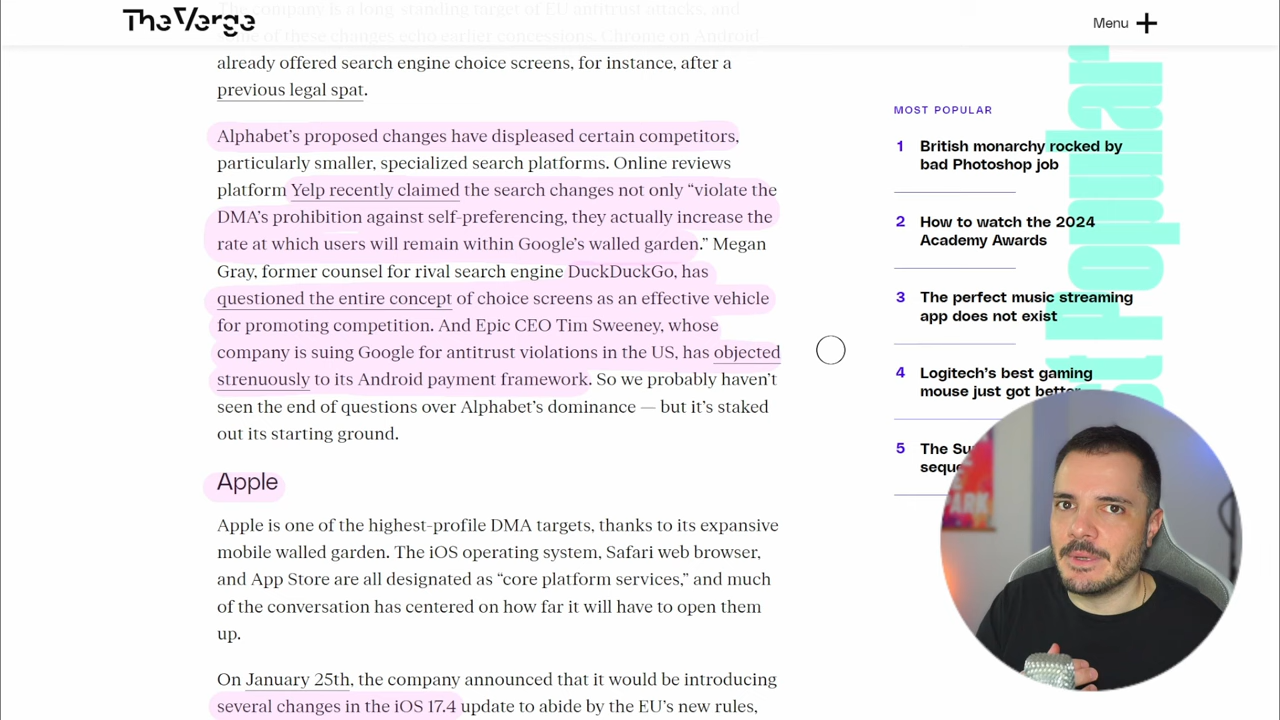 The Verge
Menu
The company is a long-standing target of EU antitrust attacks, and
some of these changes echo earlier concessions. Chrome on Android
already offered search engine choice screens, for instance, after a
previous legal spat.
Alphabet’s proposed changes have displeased certain competitors,
particularly smaller, specialized search platforms. Online reviews
platform Yelp recently claimed the search changes not only “violate the
DMA’s prohibition against self-preferencing, they actually increase the
rate at which users will remain within Google’s walled garden.” Megan
Gray, former counsel for rival search engine DuckDuckGo, has
questioned the entire concept of choice screens as an effective vehicle
for promoting competition. And Epic CEO Tim Sweeney, whose
company is suing Google for antitrust violations in the US, has objected
strenuously to its Android payment framework. So we probably haven’t
seen the end of questions over Alphabet’s dominance — but it’s staked
out its starting ground.
Apple
Apple is one of the highest-profile DMA targets, thanks to its expansive
mobile walled garden. The iOS operating system, Safari web browser,
and App Store are all designated as “core platform services,” and much
of the conversation has centered on how far it will have to open them
up.
On January 25th, the company announced that it would be introducing
several changes in the iOS 17.4 update to abide by the EU’s new rules,
MOST POPULAR
1 British monarchy rocked by
bad Photoshop job
2 How to watch the 2024
Academy Awards
3 The perfect music streaming
app does not exist
4 Logitech’s best gaming
mouse just got better
5 The
Popular